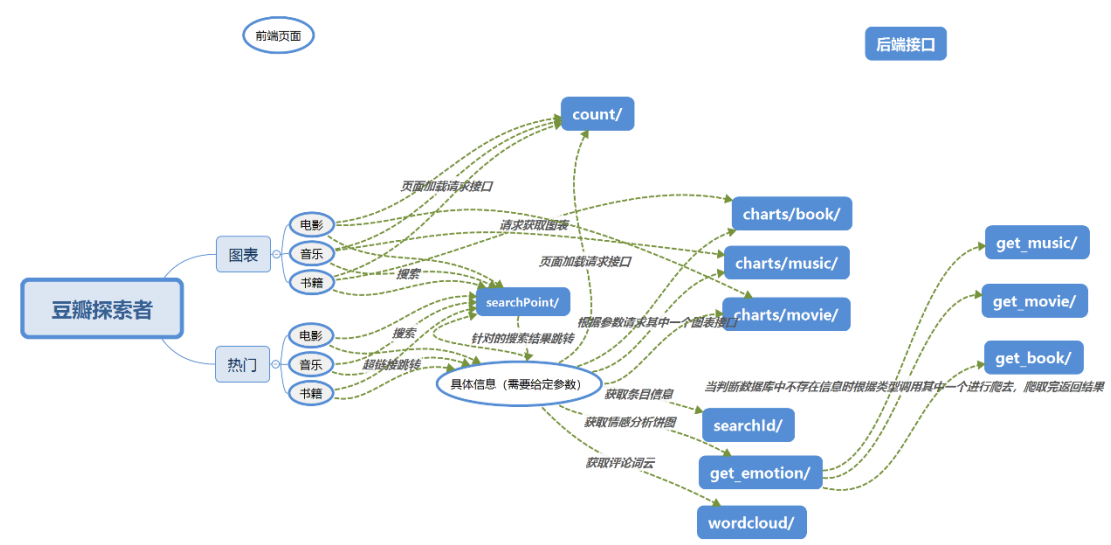 前端页面
后端接口
count/
页面加载请求接口
电影
请求获取图表
charts/book/
图表
音乐
get_music/
页面加载请求接口
charts/music/
书籍
搜索
豆瓣探索者
searchPoint/
get_movie/
charts/movie/
根据参数请求其中一个图表接口
电影
搜索
针对的搜索结果跳转
热门
音乐
超链接跳转
get_book/
书籍
具体信息（需要给定参数）
当判断数据库中不存在信息时根据类型调用其中一个进行爬去，爬取完返回结果
获取条目信息
searchId/
获取情感分析饼图
获取评论词云
get_emotion/
wordcloud/